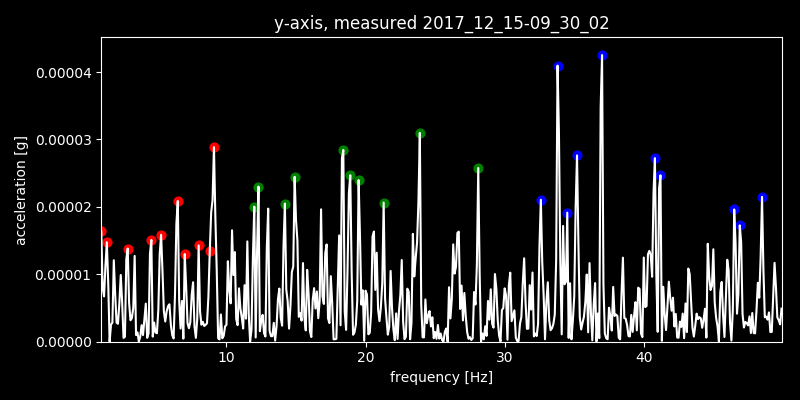 y-axis, measured 2017_12_15-09_30_02
acceleration [g]
0.00004
0.00003
0.00002
0.00001
0.00000
10 20 30 40
frequency [Hz]